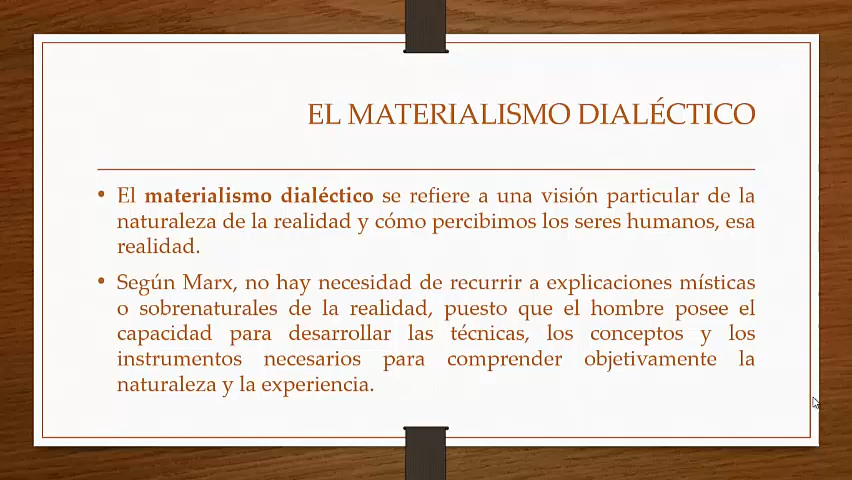 EL MATERIALISMO DIALÉCTICO
• El materialismo dialéctico se refiere a una visión particular de la
naturaleza de la realidad y cómo percibimos los seres humanos, esa
realidad.
• Según Marx, no hay necesidad de recurrir a explicaciones místicas
o sobrenaturales de la realidad, puesto que el hombre posee el
capacidad para desarrollar las técnicas, los conceptos y los
instrumentos necesarios para comprender objetivamente la
naturaleza y la experiencia.